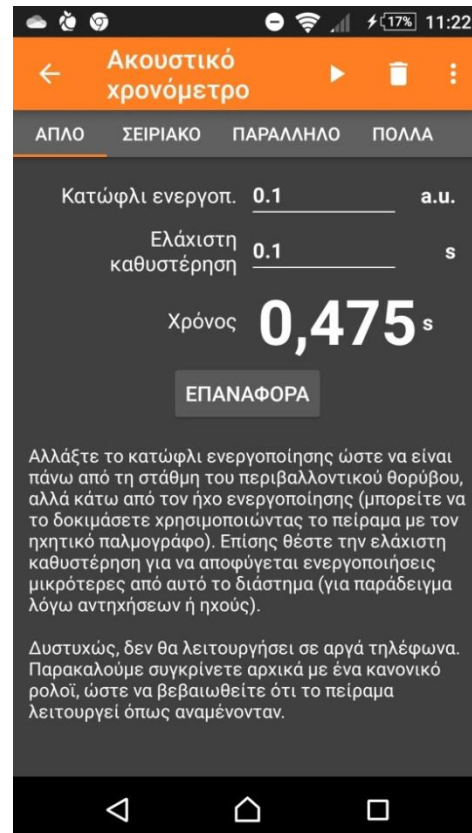 17% 11:22
Ακουστικό
χρονόμετρο
ΑΠΛΟ ΣΕΙΡΙΑΚΟ ΠΑΡΑΛΛΗΛΟ ΠΟΛΛΑ
Κατώφλι ενεργοπ. 0.1 a.u.
Ελάχιστη
καθυστέρηση 0.1 s
Χρόνος 0,475 s
ΕΠΑΝΑΦΟΡΑ
Αλλάξτε το κατώφλι ενεργοποίησης ώστε να είναι
πάνω από τη στάθμη του περιβαλλοντικού θορύβου,
αλλά κάτω από τον ήχο ενεργοποίησης (μπορείτε να
το δοκιμάσετε χρησιμοποιώντας το πείραμα με τον
ηχητικό παλμογράφο). Επίσης θέστε την ελάχιστη
καθυστέρηση για να αποφύγεται ενεργοποιήσεις
μικρότερες από αυτό το διάστημα (για παράδειγμα
λόγω αντηχήσεων ή ηχούς).
Δυστυχώς, δεν θα λειτουργήσει σε αργά τηλέφωνα.
Παρακαλούμε συγκρίνετε αρχικά με ένα κανονικό
ρολοϊ, ώστε να βεβαιωθείτε ότι το πείραμα
λειτουργεί όπως αναμένονταν.